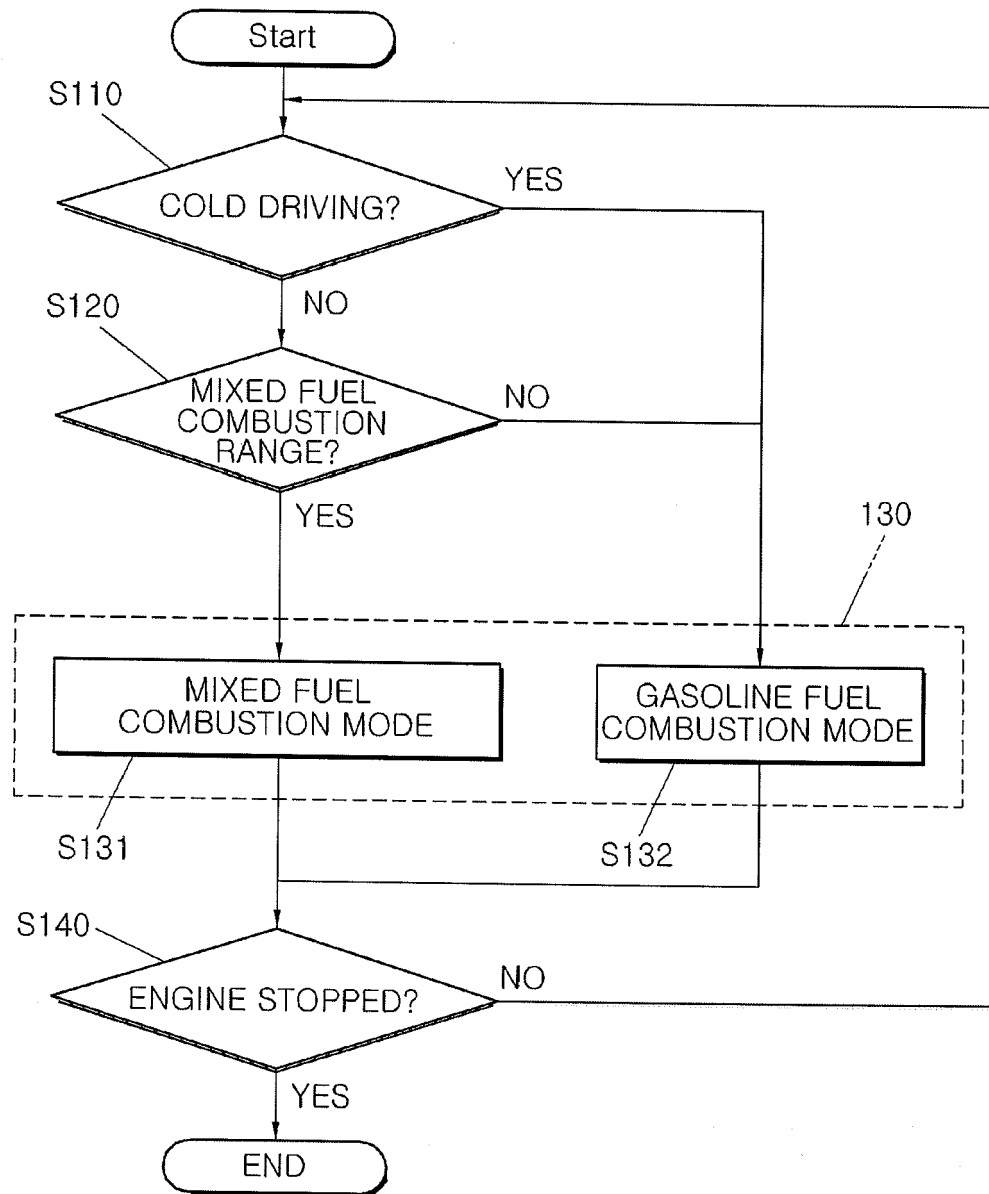 Start
S110
COLD DRIVING?
YES
NO
S120
MIXED FUEL
COMBUSTION
RANGE?
NO
YES
130
MIXED FUEL
COMBUSTION MODE
GASOLINE FUEL
COMBUSTION MODE
S131
S132
S140
ENGINE STOPPED?
NO
YES
END